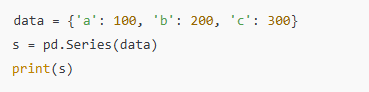 data = {'a': 100, 'b': 200, 'c': 300}
s = pd.Series(data)
print(s)